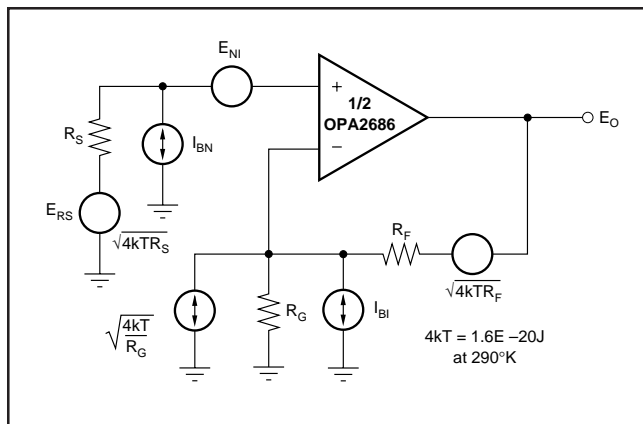 E_NI
+
1/2
OPA2686
−
E_O
R_S
I_BN
E_RS
√4kTR_S
R_F
√4kTR_F
√4kT/R_G
R_G
I_BI
4kT = 1.6E –20J
at 290°K